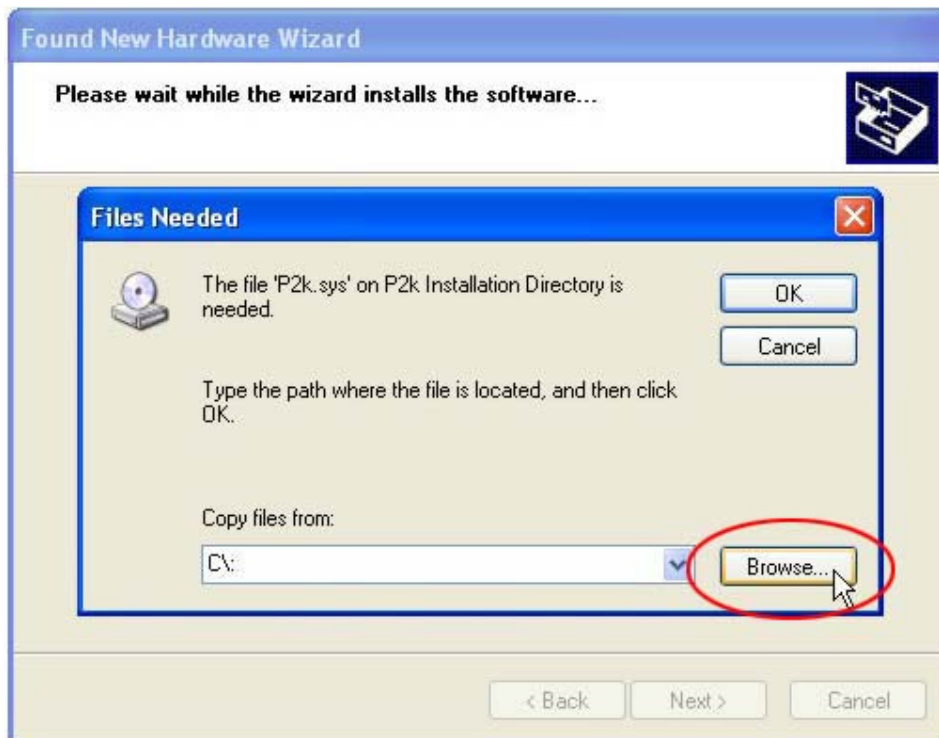 Found New Hardware Wizard
Please wait while the wizard installs the software...
Files Needed
The file 'P2k.sys' on P2k Installation Directory is
needed.
OK
Cancel
Type the path where the file is located, and then click
OK.
Copy files from:
C\:
Browse...
< Back
Next >
Cancel